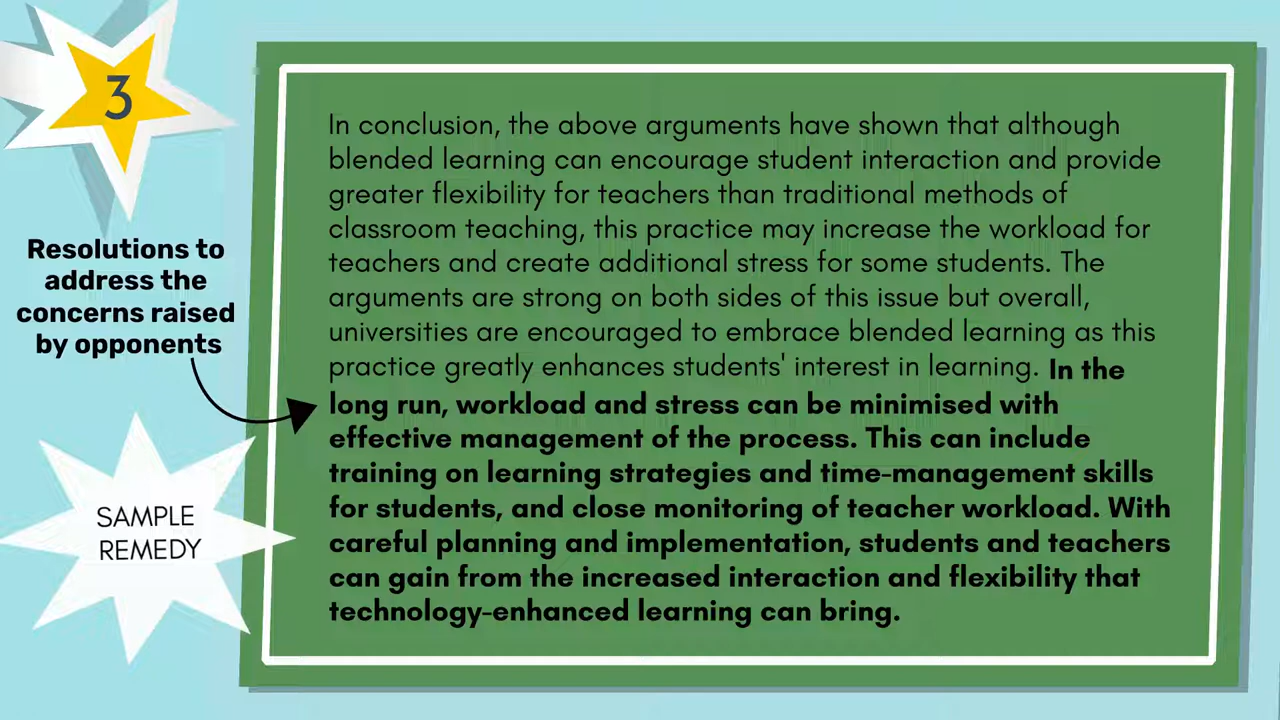 3
Resolutions to
address the
concerns raised
by opponents
SAMPLE
REMEDY
In conclusion, the above arguments have shown that although
blended learning can encourage student interaction and provide
greater flexibility for teachers than traditional methods of
classroom teaching, this practice may increase the workload for
teachers and create additional stress for some students. The
arguments are strong on both sides of this issue but overall,
universities are encouraged to embrace blended learning as this
practice greatly enhances students' interest in learning. In the
long run, workload and stress can be minimised with
effective management of the process. This can include
training on learning strategies and time-management skills
for students, and close monitoring of teacher workload. With
careful planning and implementation, students and teachers
can gain from the increased interaction and flexibility that
technology-enhanced learning can bring.